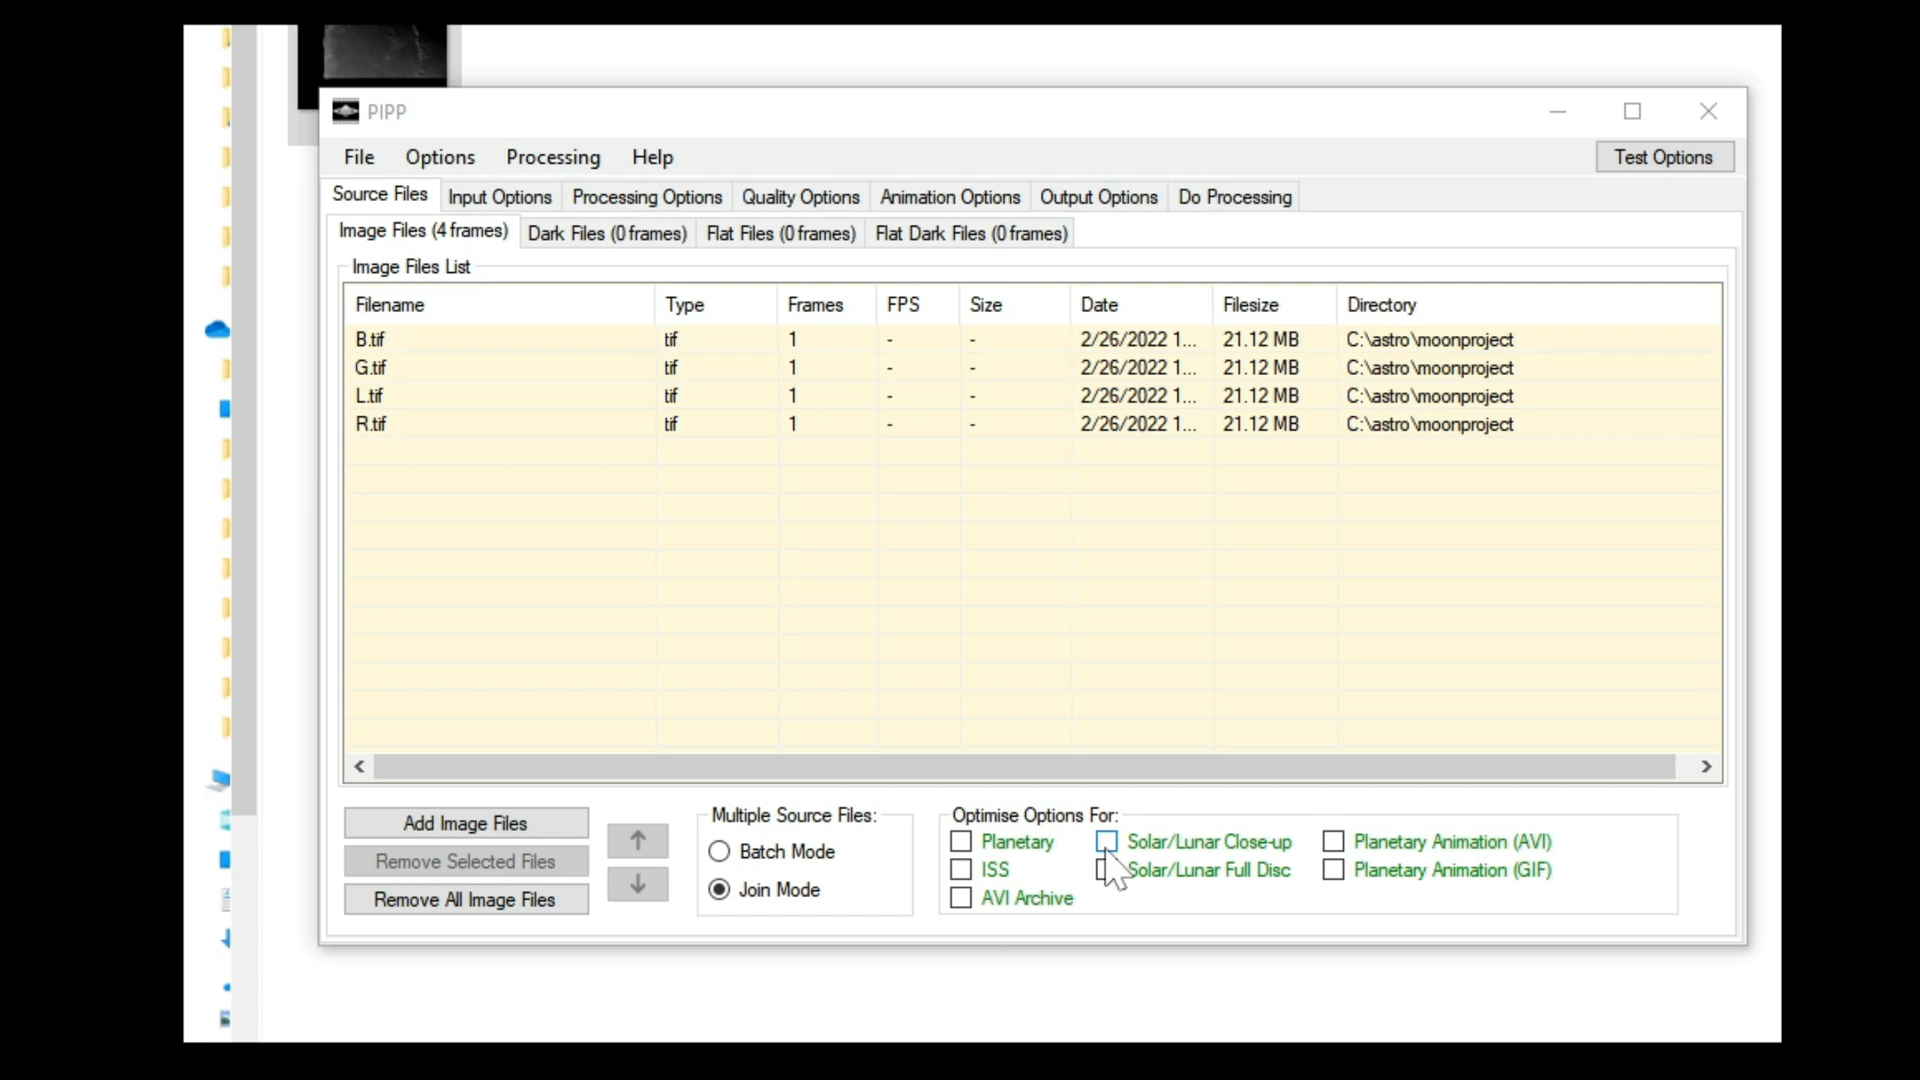 PIPP
File Options Processing Help Test Options
Source Files Input Options Processing Options Quality Options Animation Options Output Options Do Processing
Image Files (4 frames) Dark Files (0 frames) Flat Files (0 frames) Flat Dark Files (0 frames)
Image Files List
Filename Type Frames FPS Size Date Filesize Directory
B.tif tif 1 - - 2/26/2022 1... 21.12 MB C:\astro\moonproject
G.tif tif 1 - - 2/26/2022 1... 21.12 MB C:\astro\moonproject
L.tif tif 1 - - 2/26/2022 1... 21.12 MB C:\astro\moonproject
R.tif tif 1 - - 2/26/2022 1... 21.12 MB C:\astro\moonproject
Add Image Files
Remove Selected Files
Remove All Image Files
Multiple Source Files:
Batch Mode
Join Mode
Optimise Options For:
Planetary Solar/Lunar Close-up Planetary Animation (AVI)
ISS Solar/Lunar Full Disc Planetary Animation (GIF)
AVI Archive